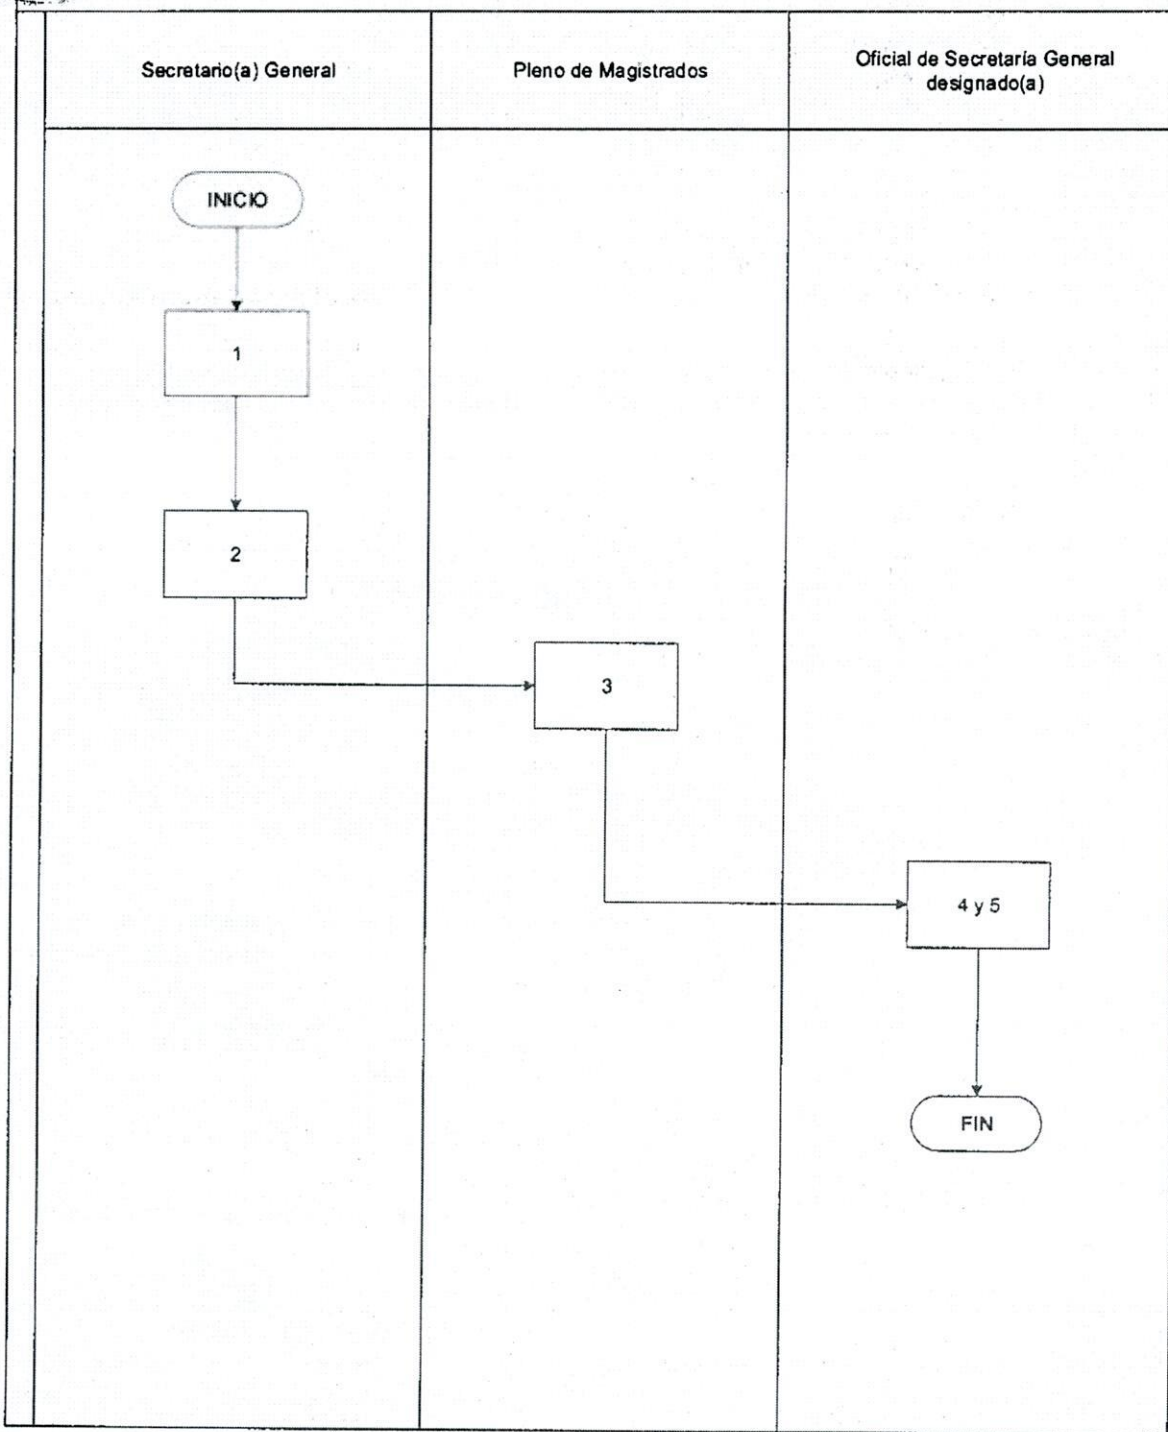 Secretario(a) General
Pleno de Magistrados
Oficial de Secretaría General
designado(a)
INICIO
1
2
3
4 y 5
FIN